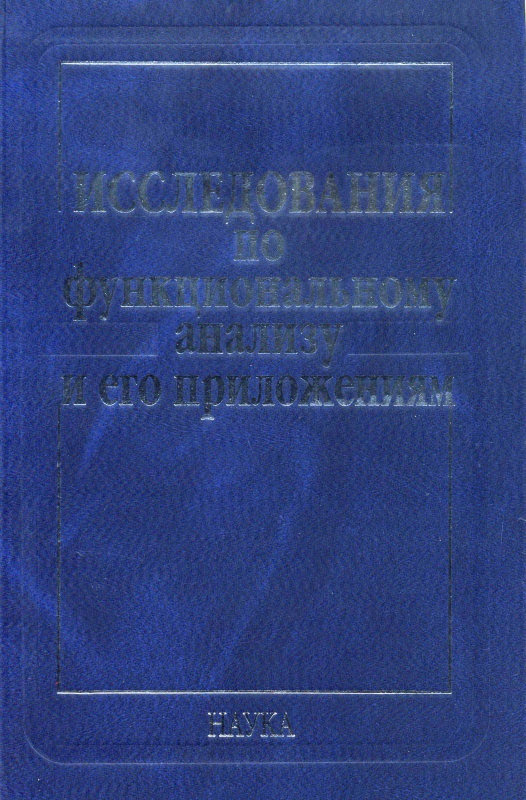 ИССЛЕДОВАНИЯ
по
функциональному
анализу
и его приложениям
НАУКА